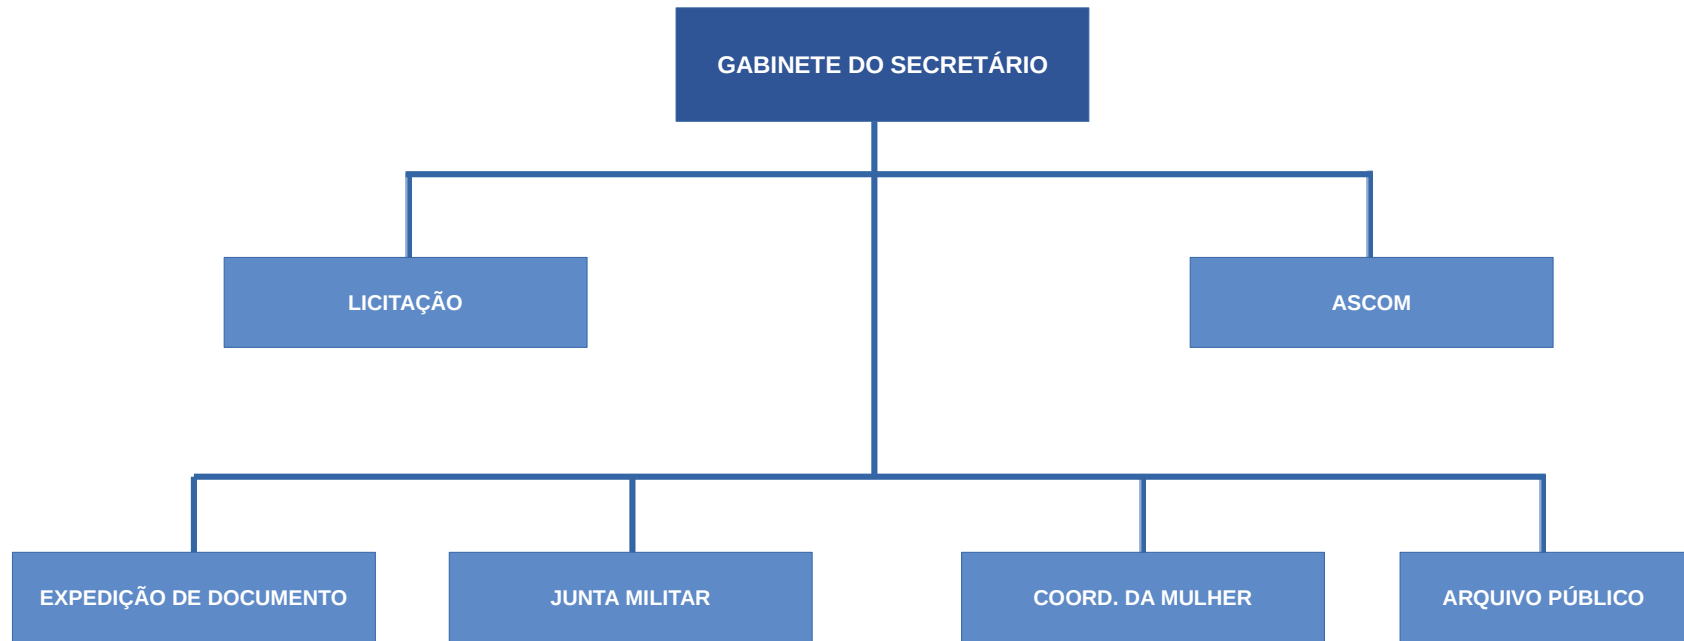 GABINETE DO SECRETÁRIO
LICITAÇÃO
ASCOM
EXPEDIÇÃO DE DOCUMENTO
JUNTA MILITAR
COORD. DA MULHER
ARQUIVO PÚBLICO